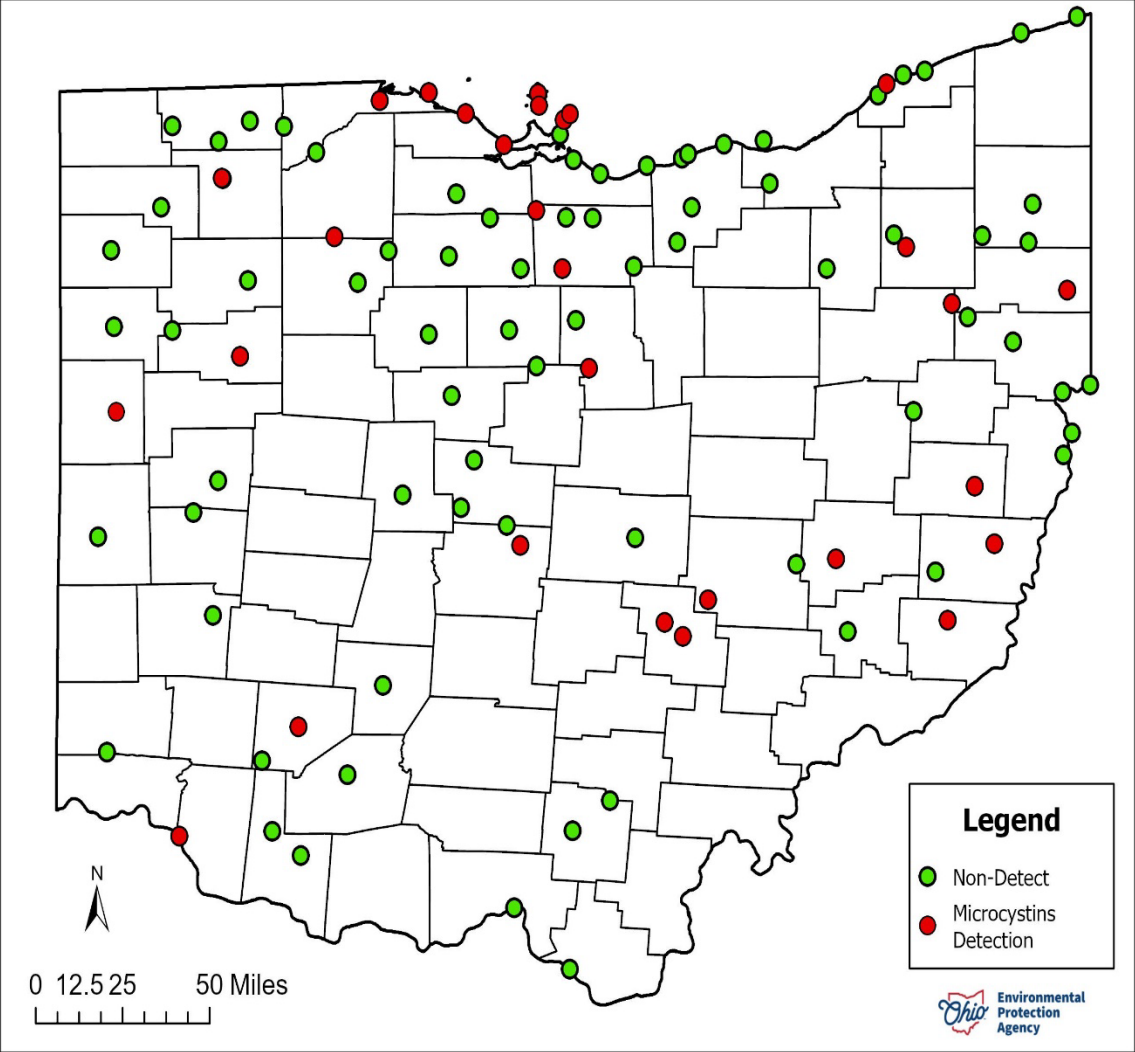 Legend
Non-Detect
Microcystins
Detection
N
0 12.5 25 50 Miles
Ohio
Environmental
Protection
Agency